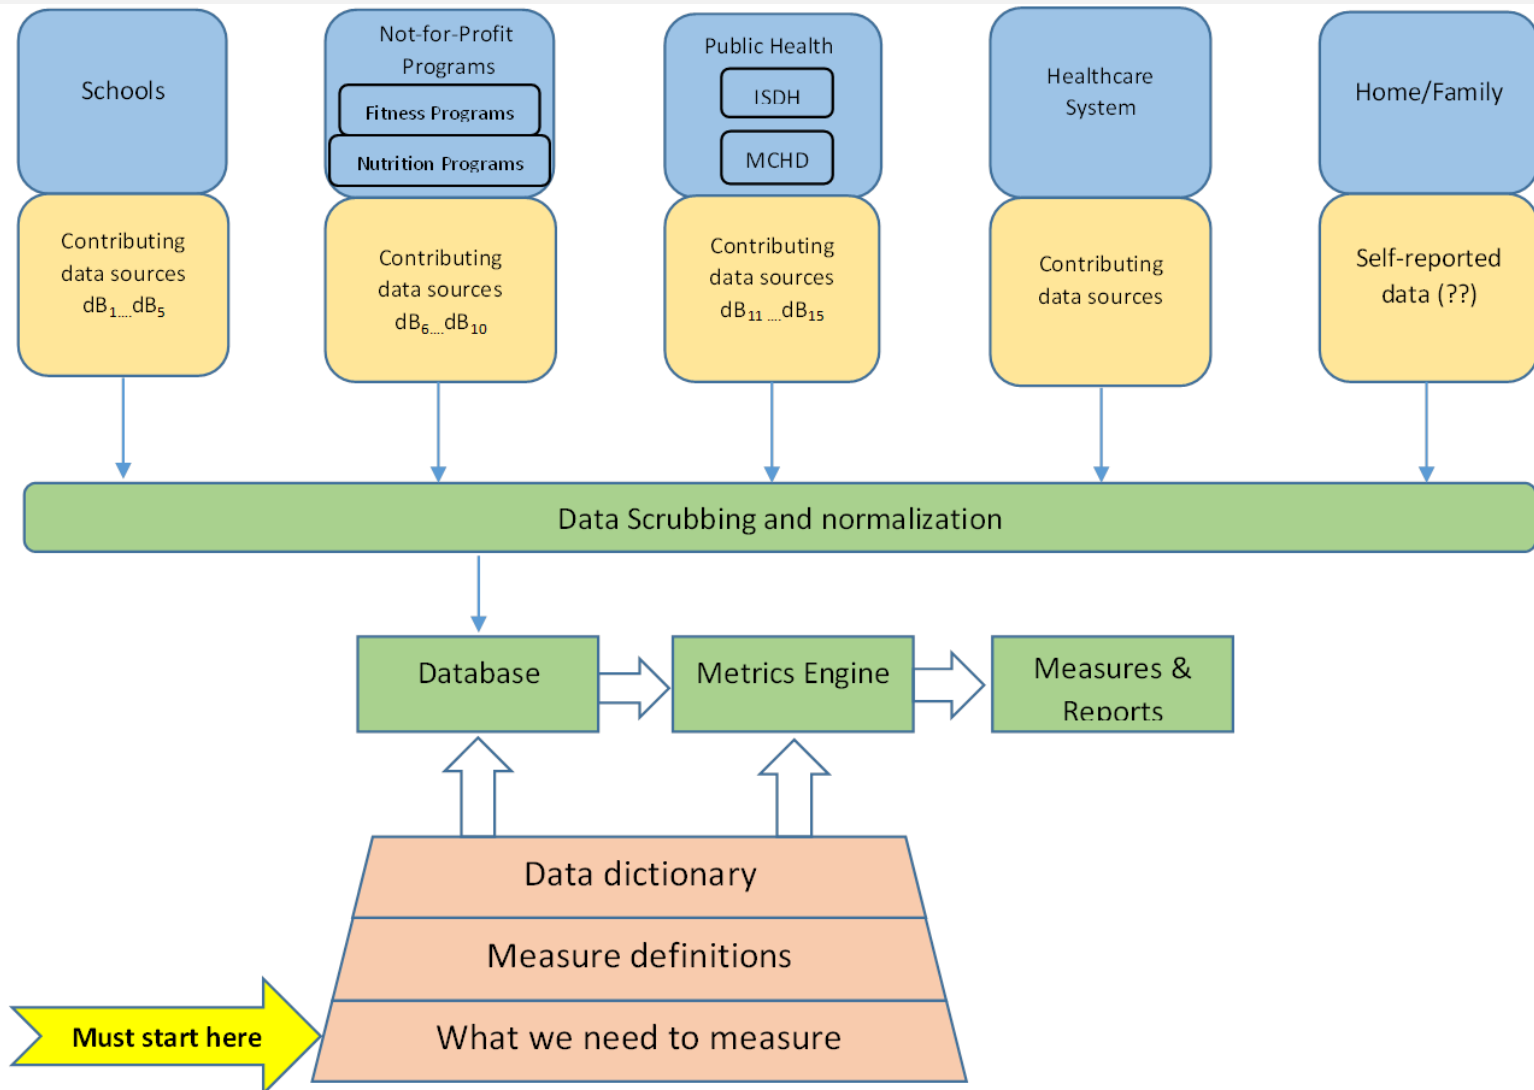 Schools
Not-for-Profit
Programs
Fitness Programs
Nutrition Programs
Public Health
ISDH
MCHD
Healthcare
System
Home/Family
Contributing
data sources
dB1....dB5
Contributing
data sources
dB6....dB10
Contributing
data sources
dB11 ....dB15
Contributing
data sources
Self-reported
data (??)
Data Scrubbing and normalization
Database
Metrics Engine
Measures &
Reports
Data dictionary
Measure definitions
Must start here
What we need to measure